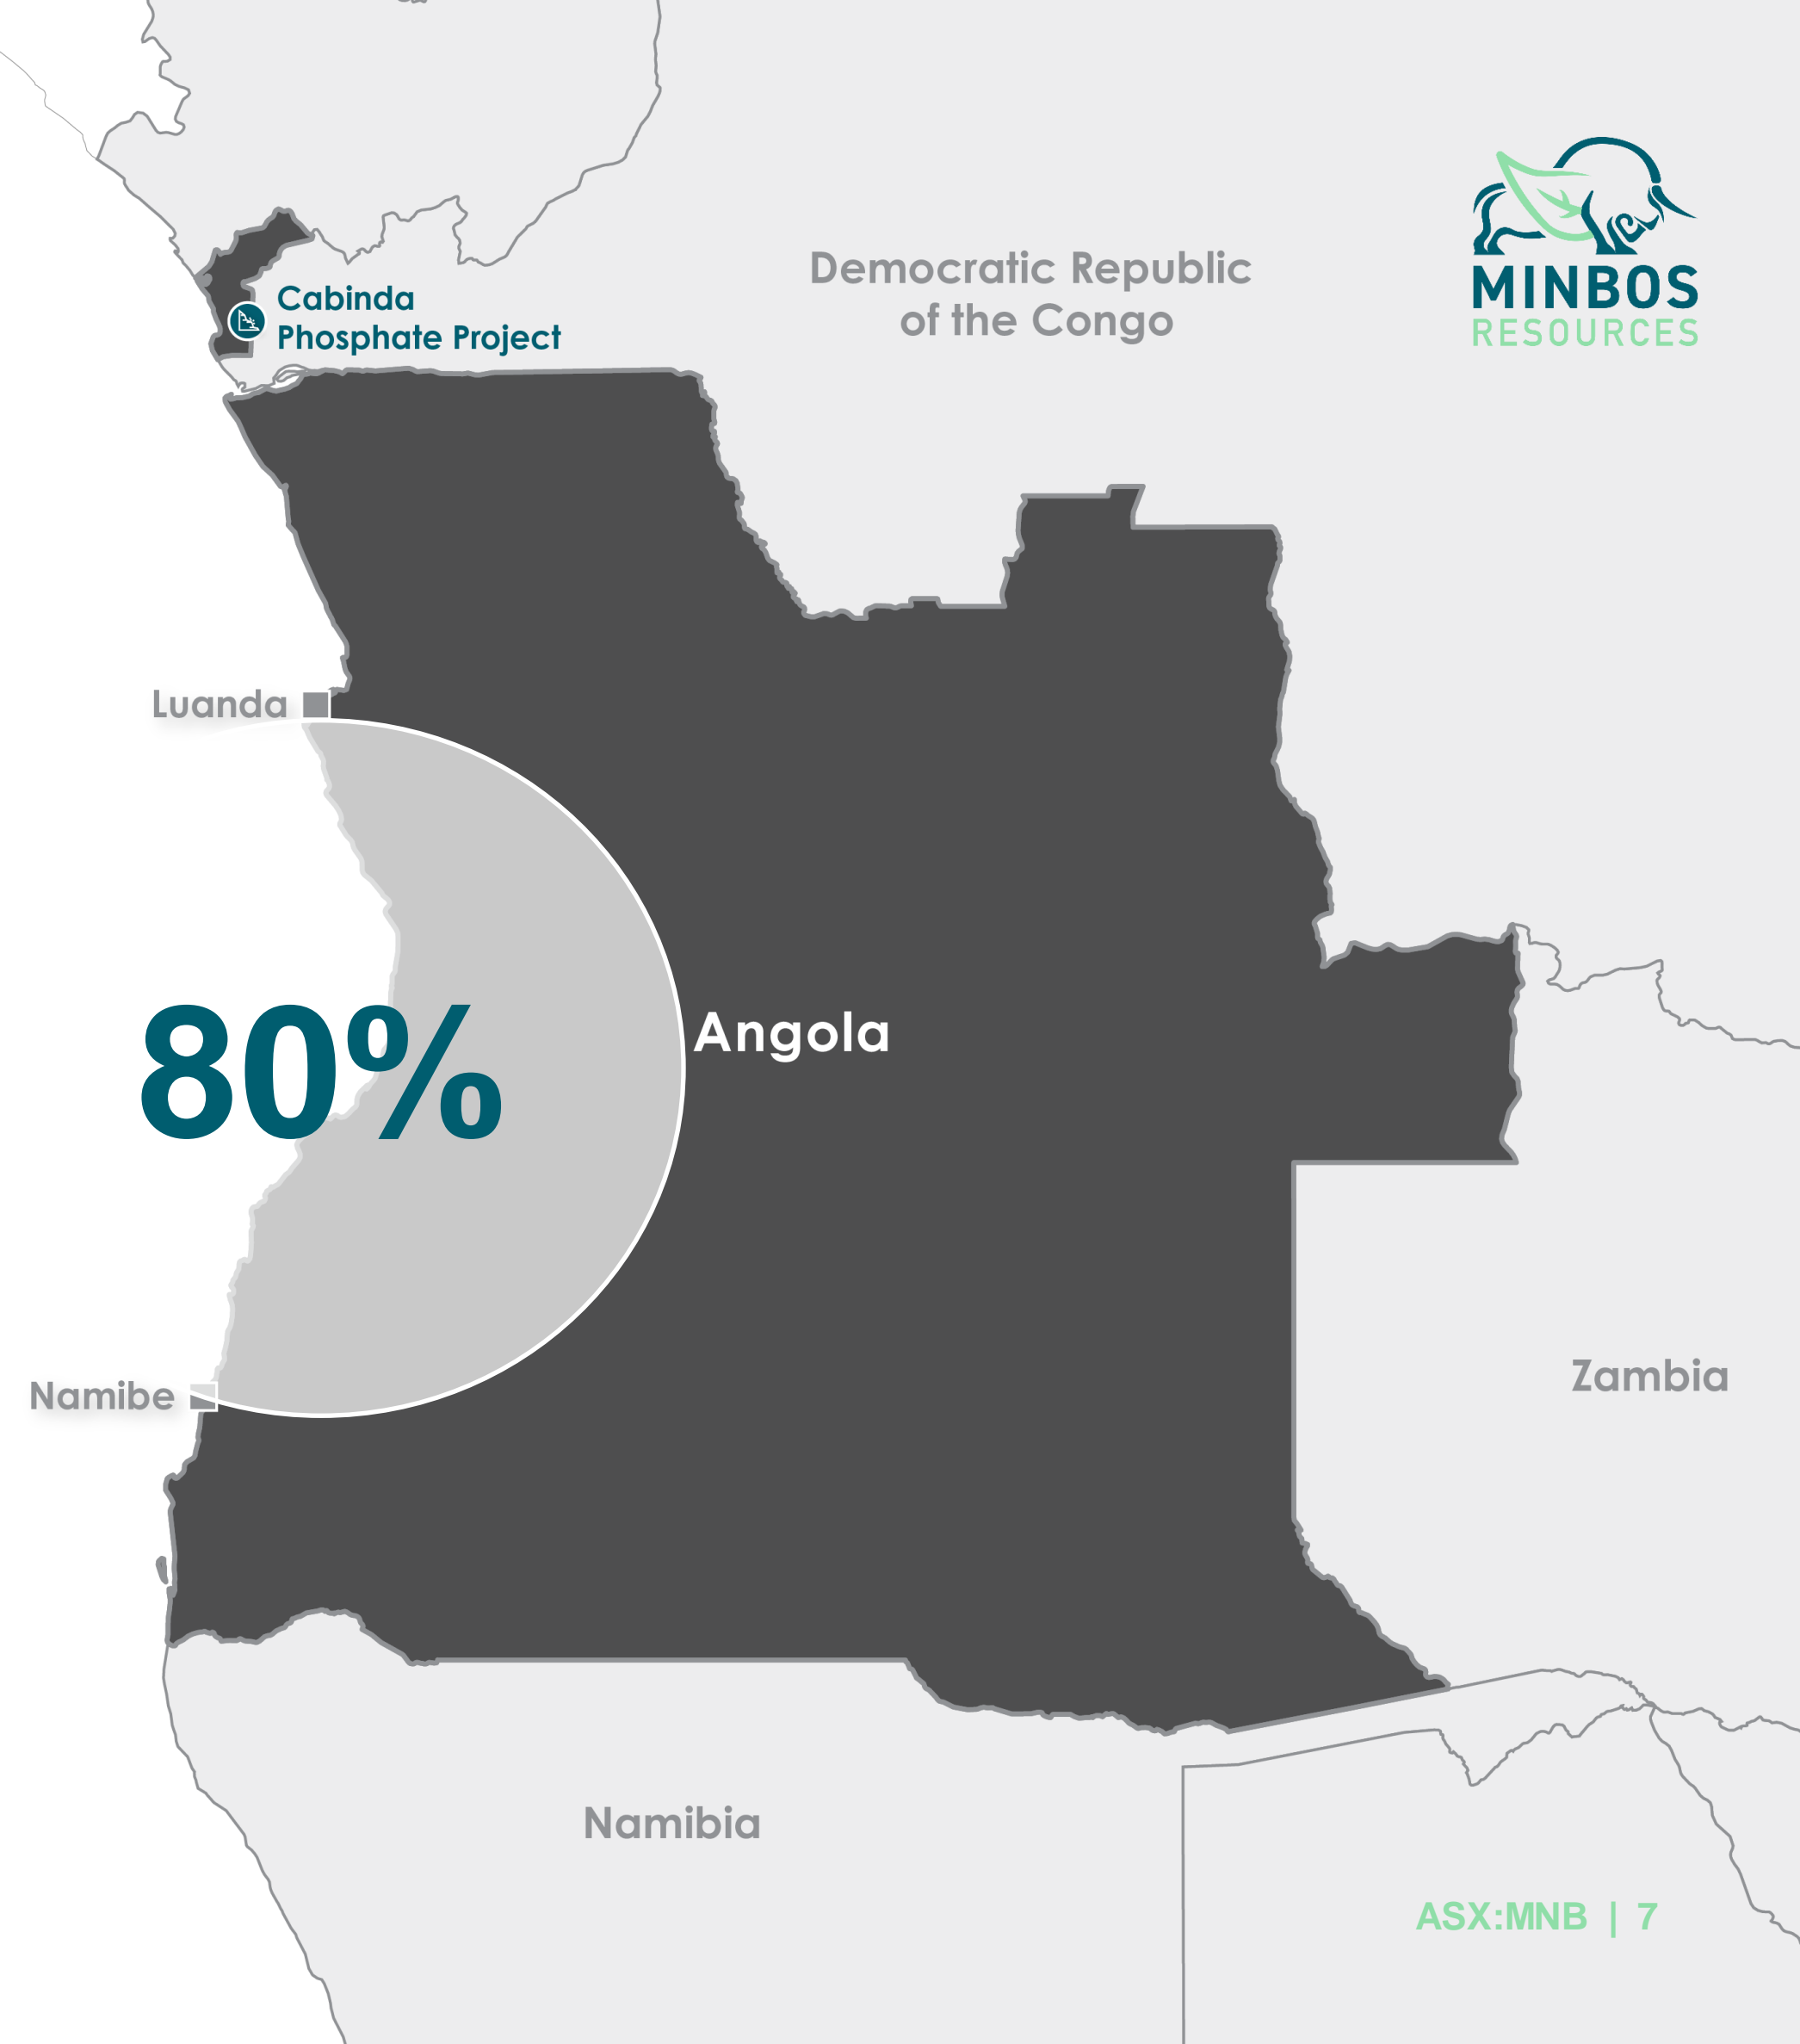 Democratic Republic
of the Congo
MINBOS
RESOURCES
Cabinda
Phosphate Project
Luanda
80%
Angola
Namibe
Zambia
Namibia
ASX:MNB | 7